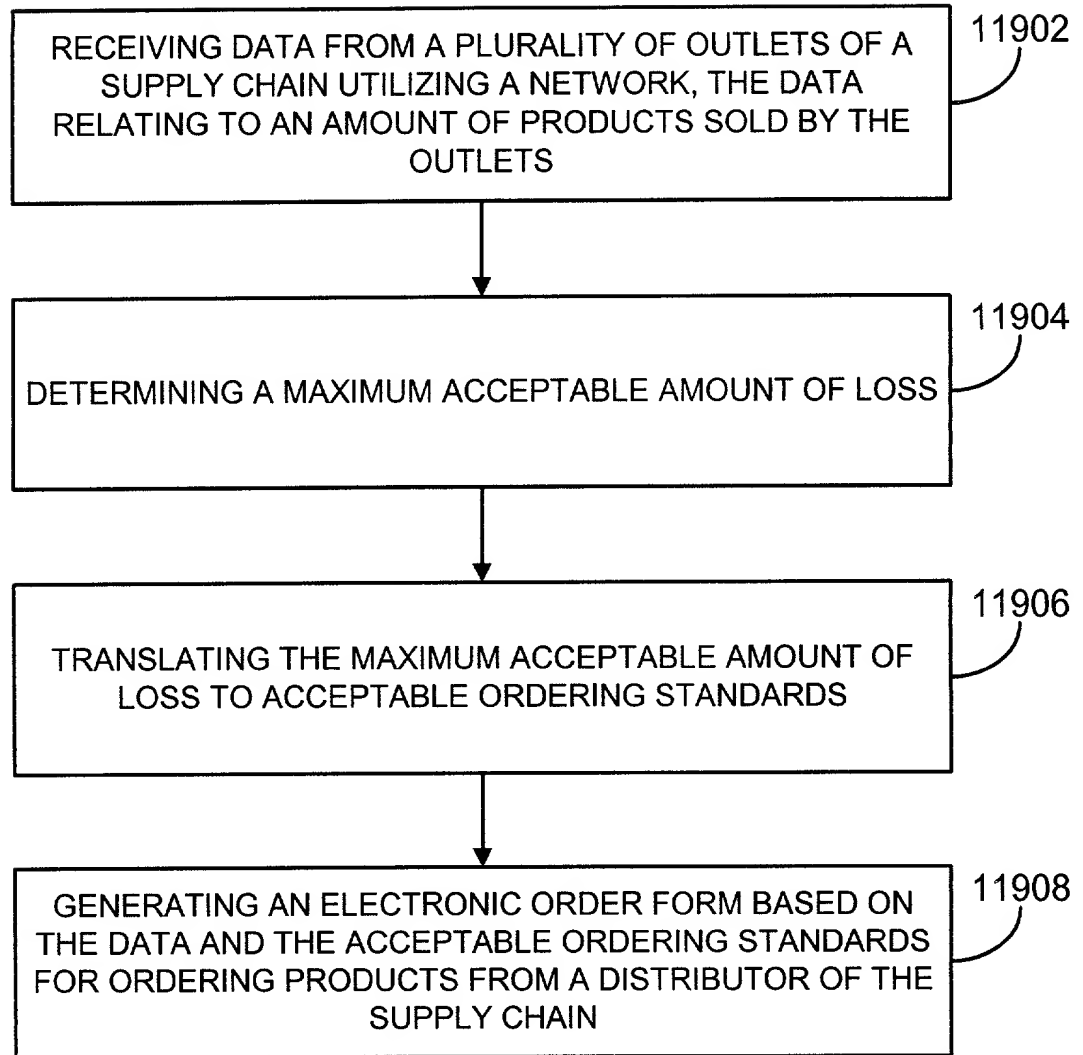 RECEIVING DATA FROM A PLURALITY OF OUTLETS OF A
SUPPLY CHAIN UTILIZING A NETWORK, THE DATA
RELATING TO AN AMOUNT OF PRODUCTS SOLD BY THE
OUTLETS
11902
DETERMINING A MAXIMUM ACCEPTABLE AMOUNT OF LOSS
11904
TRANSLATING THE MAXIMUM ACCEPTABLE AMOUNT OF
LOSS TO ACCEPTABLE ORDERING STANDARDS
11906
GENERATING AN ELECTRONIC ORDER FORM BASED ON
THE DATA AND THE ACCEPTABLE ORDERING STANDARDS
FOR ORDERING PRODUCTS FROM A DISTRIBUTOR OF THE
SUPPLY CHAIN
11908